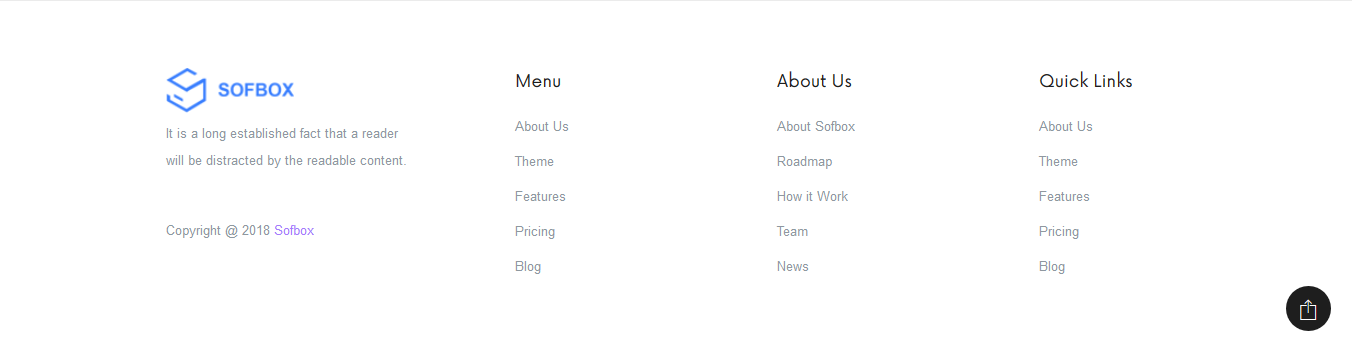 SOFBOX
It is a long established fact that a reader
will be distracted by the readable content.
Copyright @ 2018 Sofbox
Menu
About Us
Theme
Features
Pricing
Blog
About Us
About Sofbox
Roadmap
How it Work
Team
News
Quick Links
About Us
Theme
Features
Pricing
Blog